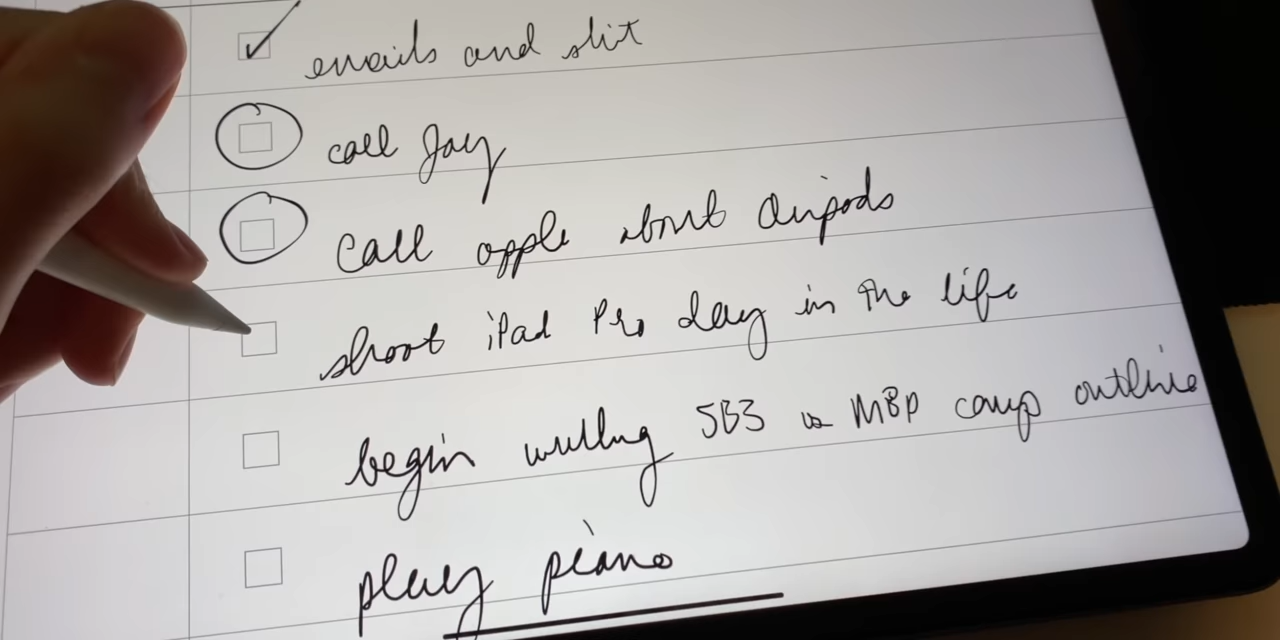 emails and shit
call Jay
Call apple about Airpods
shoot iPad Pro day in the life
begin writing SB3 vs MBP comp outline
play piano